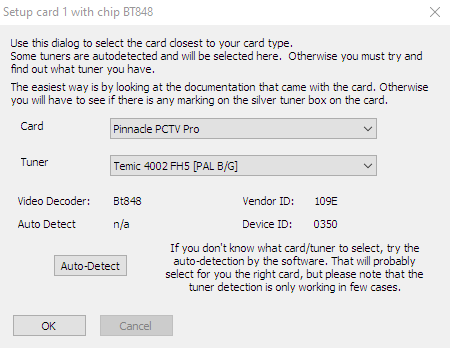 Setup card 1 with chip BT848
Use this dialog to select the card closest to your card type.
Some tuners are autodetected and will be selected here.  Otherwise you must try and
find out what tuner you have.
The easiest way is by looking at the documentation that came with the card. Otherwise
you will have to see if there is any marking on the silver tuner box on the card.
Card
Pinnacle PCTV Pro
Tuner
Temic 4002 FH5 [PAL B/G]
Video Decoder: Bt848 Vendor ID: 109E
Auto Detect n/a Device ID: 0350
Auto-Detect
If you don't know what card/tuner to select, try the
auto-detection by the software. That will probably
select for you the right card, but please note that the
tuner detection is only working in few cases.
OK Cancel